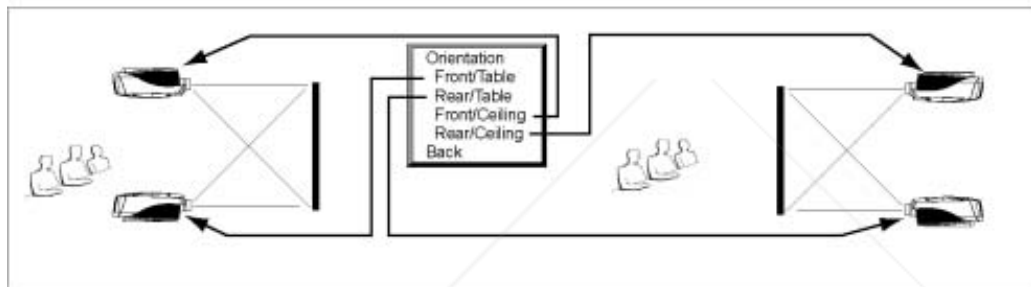 Orientation
Front/Table
Rear/Table
Front/Ceiling
Rear/Ceiling
Back